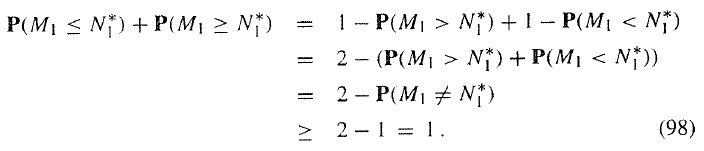 P(M₁ ≤ N₁*) + P(M₁ ≥ N₁*) = 1 − P(M₁ > N₁*) + 1 − P(M₁ < N₁*)
= 2 − (P(M₁ > N₁*) + P(M₁ < N₁*))
= 2 − P(M₁ ≠ N₁*)
≥ 2 − 1 = 1 . (98)